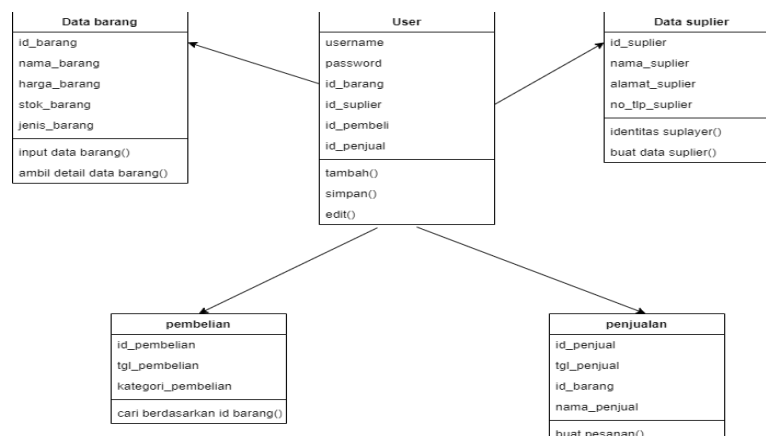 Data barang
id_barang
nama_barang
harga_barang
stok_barang
jenis_barang
input data barang()
ambil detail data barang()
User
username
password
id_barang
id_suplier
id_pembeli
id_penjual
tambah()
simpan()
edit()
Data suplier
id_suplier
nama_suplier
alamat_suplier
no_tlp_suplier
identitas suplayer()
buat data suplier()
pembelian
id_pembelian
tgl_pembelian
kategori_pembelian
cari berdasarkan id barang()
penjualan
id_penjual
tgl_penjual
id_barang
nama_penjual
buat pesanan()